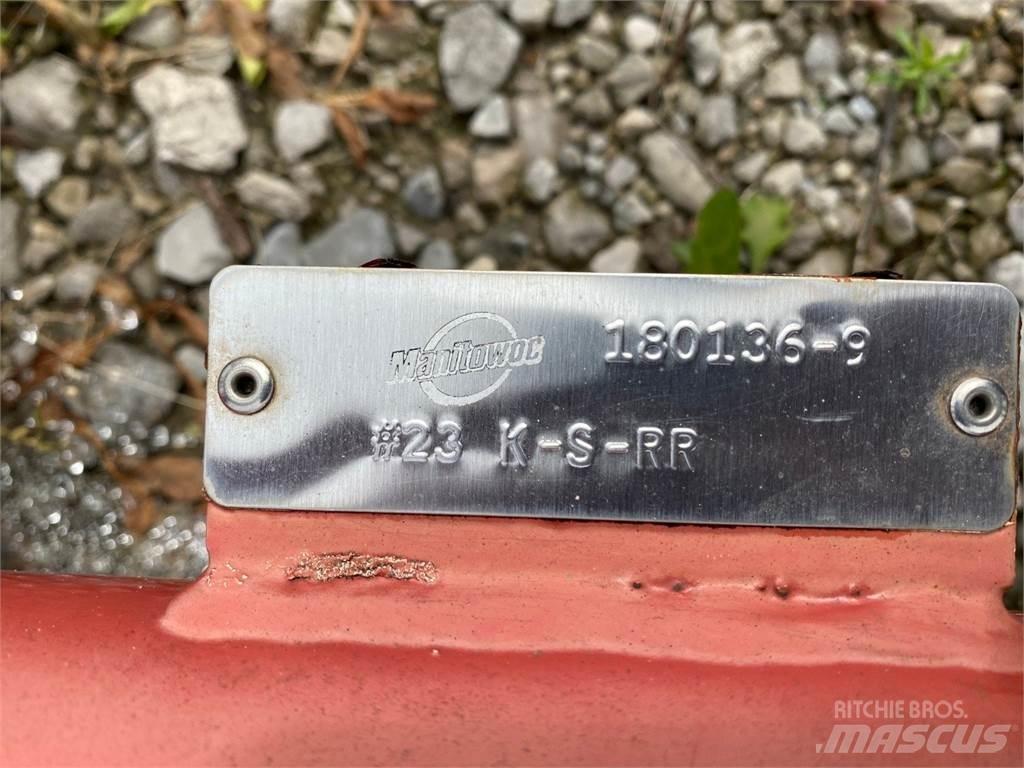 Manitowoc 180136-9
#23 K-S-RR
RITCHIE BROS.
MASCUS